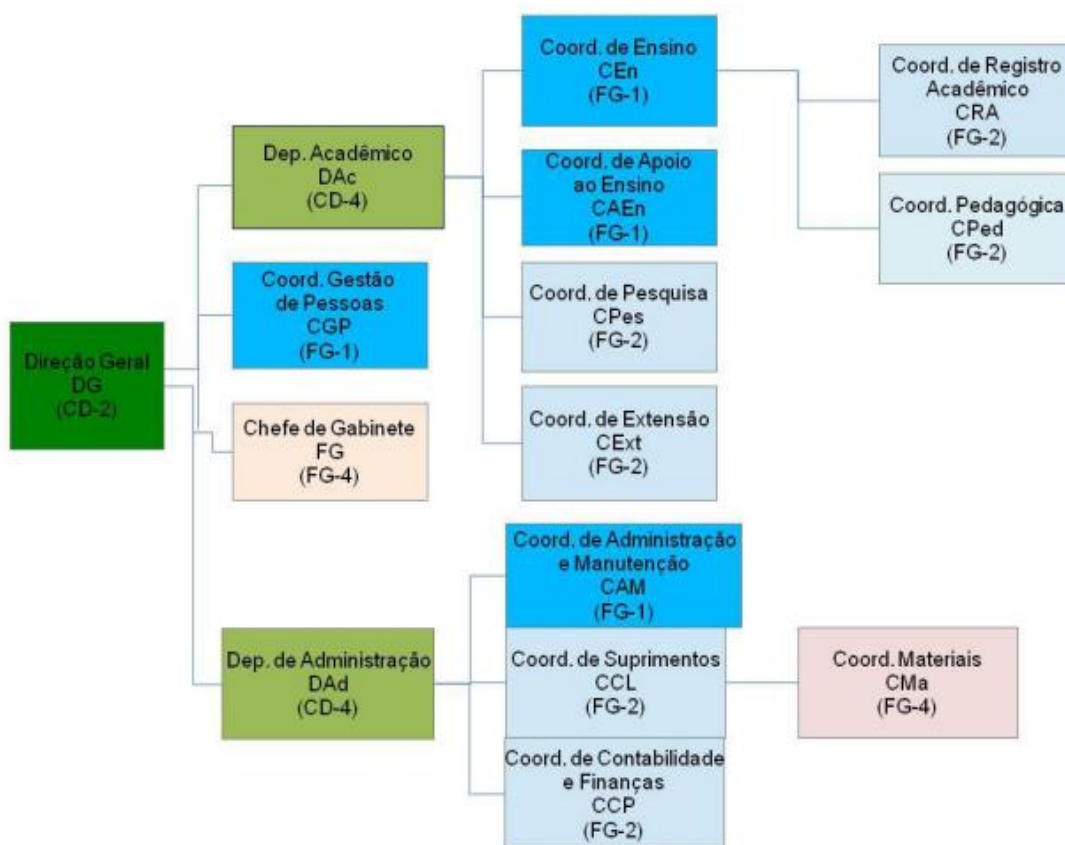 Coord. de Ensino
CEn
(FG-1)
Coord. de Registro
Acadêmico
CRA
(FG-2)
Dep. Acadêmico
DAc
(CD-4)
Coord. de Apoio
ao Ensino
CAEn
(FG-1)
Coord. Pedagógica
CPed
(FG-2)
Coord. Gestão
de Pessoas
CGP
(FG-1)
Coord. de Pesquisa
CPes
(FG-2)
Direção Geral
DG
(CD-2)
Chefe de Gabinete
FG
(FG-4)
Coord. de Extensão
CExt
(FG-2)
Coord. de Administração
e Manutenção
CAM
(FG-1)
Dep. de Administração
DAd
(CD-4)
Coord. de Suprimentos
CCL
(FG-2)
Coord. Materiais
CMa
(FG-4)
Coord. de Contabilidade
e Finanças
CCP
(FG-2)